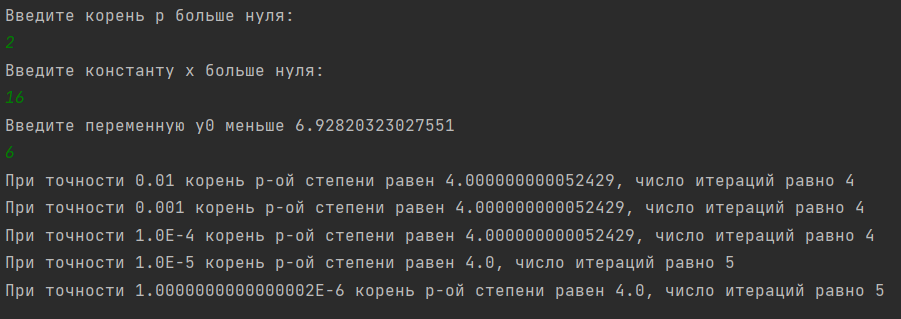 Введите корень p больше нуля:
2
Введите константу x больше нуля:
16
Введите переменную y0 меньше 6.92820323027551
6
При точности 0.01 корень p-ой степени равен 4.000000000052429, число итераций равно 4
При точности 0.001 корень p-ой степени равен 4.000000000052429, число итераций равно 4
При точности 1.0E-4 корень p-ой степени равен 4.000000000052429, число итераций равно 4
При точности 1.0E-5 корень p-ой степени равен 4.0, число итераций равно 5
При точности 1.0000000000000002E-6 корень p-ой степени равен 4.0, число итераций равно 5